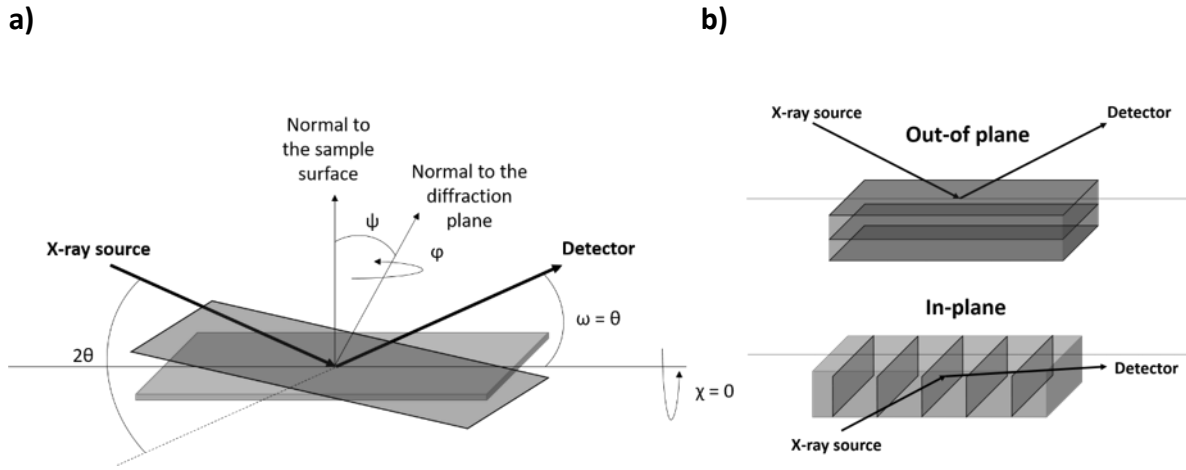 a)
Normal to
the sample
surface
Normal to the
diffraction
plane
ψ
φ
X-ray source
Detector
2θ
ω = θ
χ = 0
b)
X-ray source
Detector
Out-of plane
In-plane
Detector
X-ray source